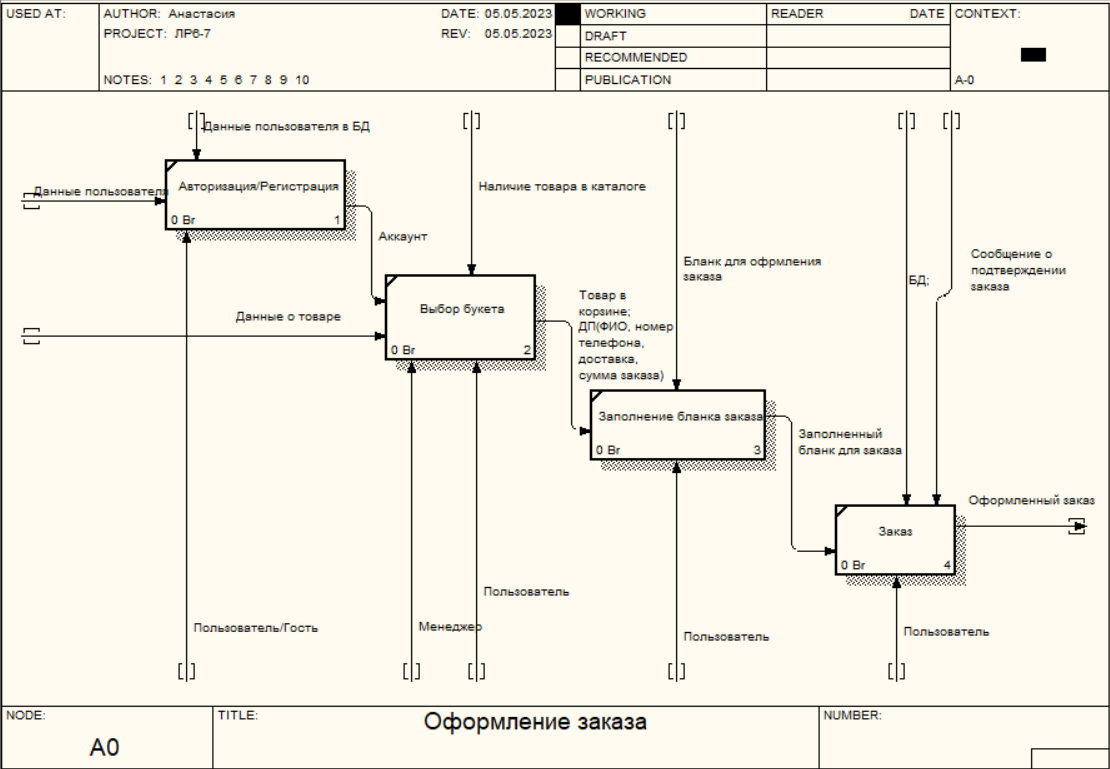 USED AT:
AUTHOR: Анастасия
DATE: 05.05.2023
PROJECT: ЛР6-7
REV: 05.05.2023
NOTES: 1 2 3 4 5 6 7 8 9 10
WORKING
DRAFT
RECOMMENDED
PUBLICATION
READER
DATE
CONTEXT:
A-0
Данные пользователя в БД
Данные пользователя
Авторизация/Регистрация
0 Br
1
Наличие товара в каталоге
Аккаунт
Бланк для офрмления
заказа
БД;
Сообщение о
подтверждении
заказа
Данные о товаре
Выбор букета
0 Br
2
Товар в
корзине;
ДП(ФИО, номер
телефона,
доставка,
сумма заказа)
Заполнение бланка заказа
0 Br
3
Заполненный
бланк для заказа
Оформленный заказ
Заказ
0 Br
4
Пользователь/Гость
Менеджер
Пользователь
Пользователь
Пользователь
NODE:
A0
TITLE:
Оформление заказа
NUMBER: